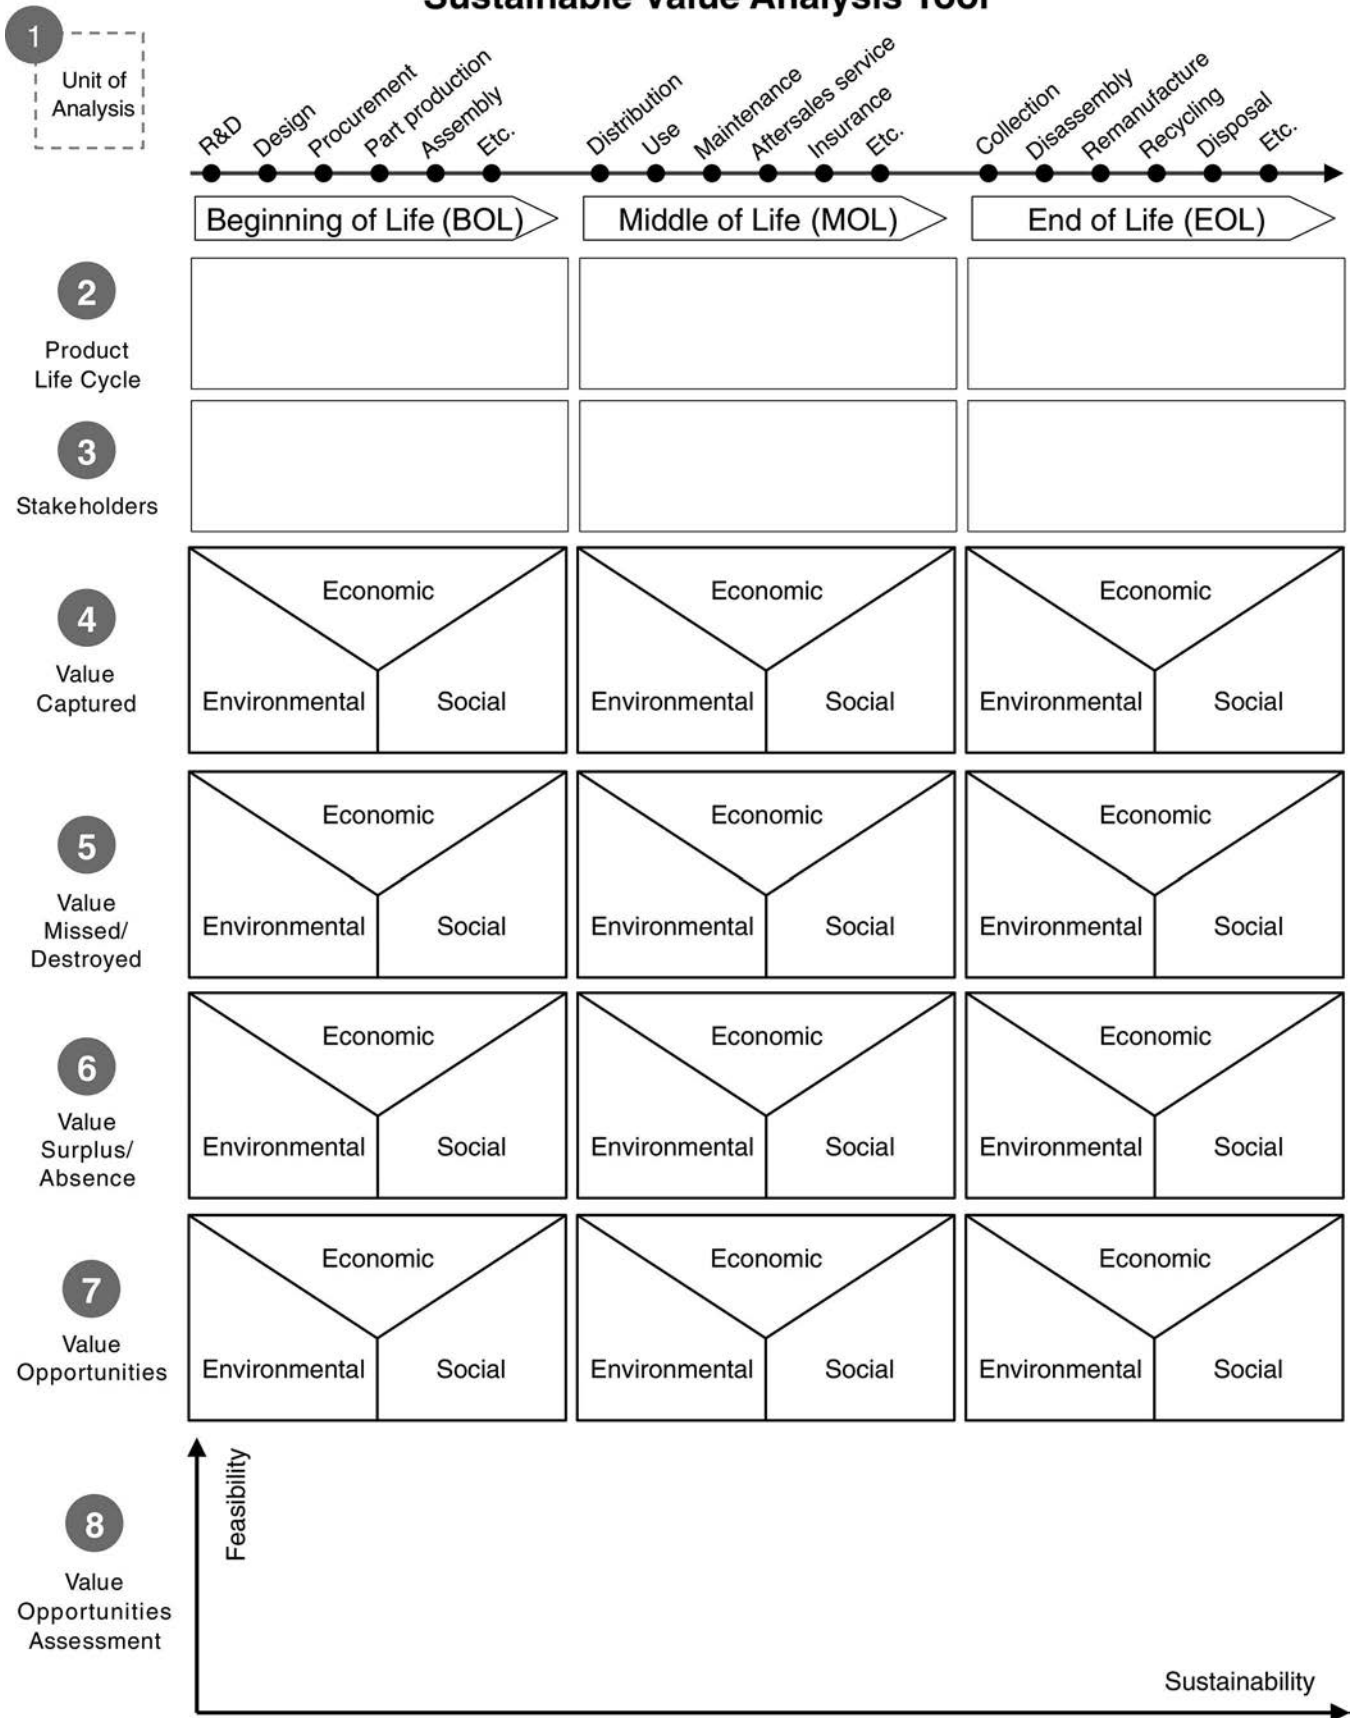 Sustainable Value Analysis Tool
1
Unit of
Analysis
R&D
Design
Procurement
Part production
Assembly
Etc.
Distribution
Use
Maintenance
Aftersales service
Insurance
Etc.
Collection
Disassembly
Remanufacture
Recycling
Disposal
Etc.
Beginning of Life (BOL)
Middle of Life (MOL)
End of Life (EOL)
2
Product
Life Cycle
3
Stakeholders
4
Value
Captured
Economic
Environmental
Social
Economic
Environmental
Social
Economic
Environmental
Social
5
Value
Missed/
Destroyed
Economic
Environmental
Social
Economic
Environmental
Social
Economic
Environmental
Social
6
Value
Surplus/
Absence
Economic
Environmental
Social
Economic
Environmental
Social
Economic
Environmental
Social
7
Value
Opportunities
Economic
Environmental
Social
Economic
Environmental
Social
Economic
Environmental
Social
8
Value
Opportunities
Assessment
Feasibility
Sustainability